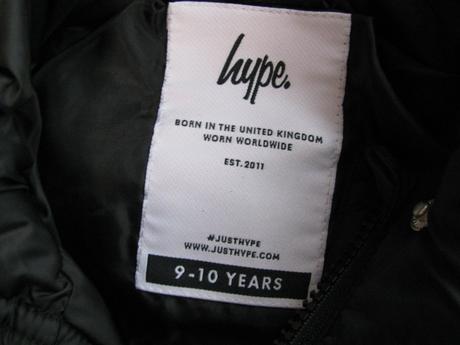 hype.
BORN IN THE UNITED KINGDOM
WORN WORLDWIDE
EST. 2011
#JUSTHYPE
WWW.JUSTHYPE.COM
9-10 YEARS